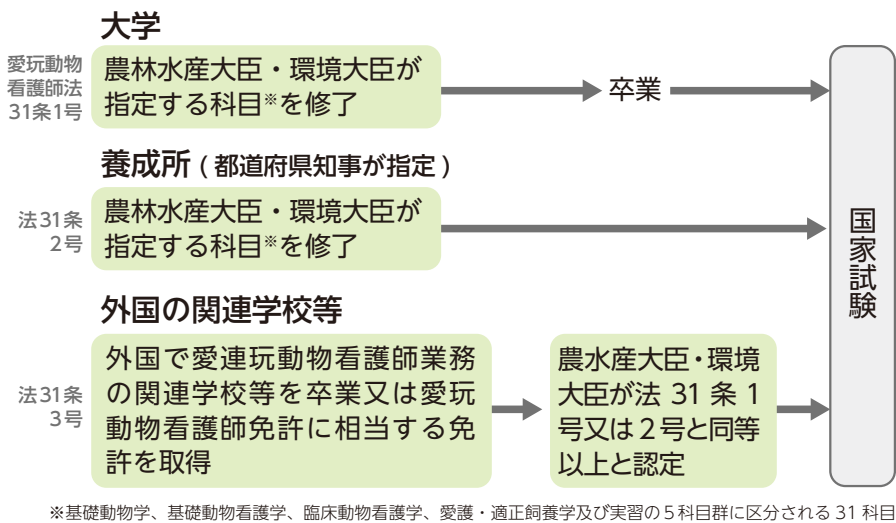 大学
愛玩動物
看護師法
31条1号
農林水産大臣・環境大臣が
指定する科目※を修了
卒業
養成所 ( 都道府県知事が指定 )
法31条
2号
農林水産大臣・環境大臣が
指定する科目※を修了
外国の関連学校等
法31条
3号
外国で愛連玩動物看護師業務
の関連学校等を卒業又は愛玩
動物看護師免許に相当する免
許を取得
農水産大臣・環境
大臣が法 31 条 1
号又は2号と同等
以上と認定
国家試験
※基礎動物学、基礎動物看護学、臨床動物看護学、愛護・適正飼養学及び実習の5科目群に区分される 31 科目